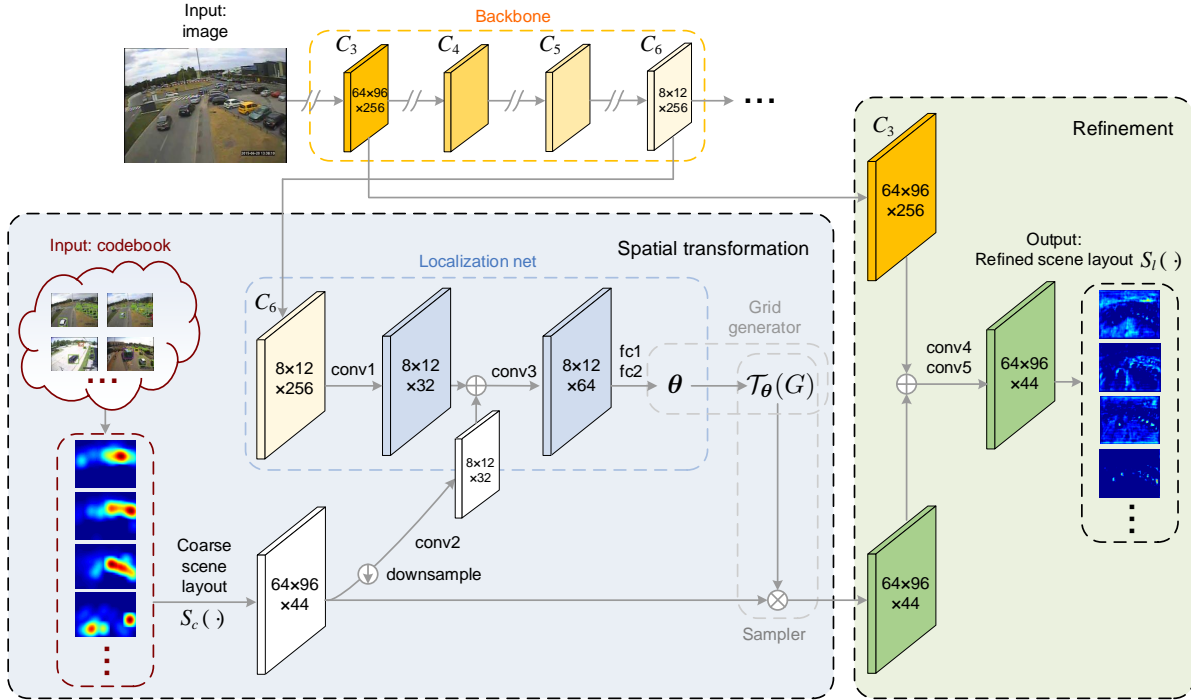 Input:
image
Backbone
C3
C4
C5
C6
64×96
×256
8×12
×256
...
C3
Refinement
64×96
×256
Input: codebook
Spatial transformation
Localization net
Output:
Refined scene layout Sl(·)
C6
Grid
generator
8×12
×256
conv1
8×12
×32
conv3
8×12
×64
fc1
fc2
θ
Tθ(G)
conv4
conv5
64×96
×44
...
8×12
×32
conv2
downsample
Coarse
scene
layout
Sc(·)
64×96
×44
64×96
×44
Sampler